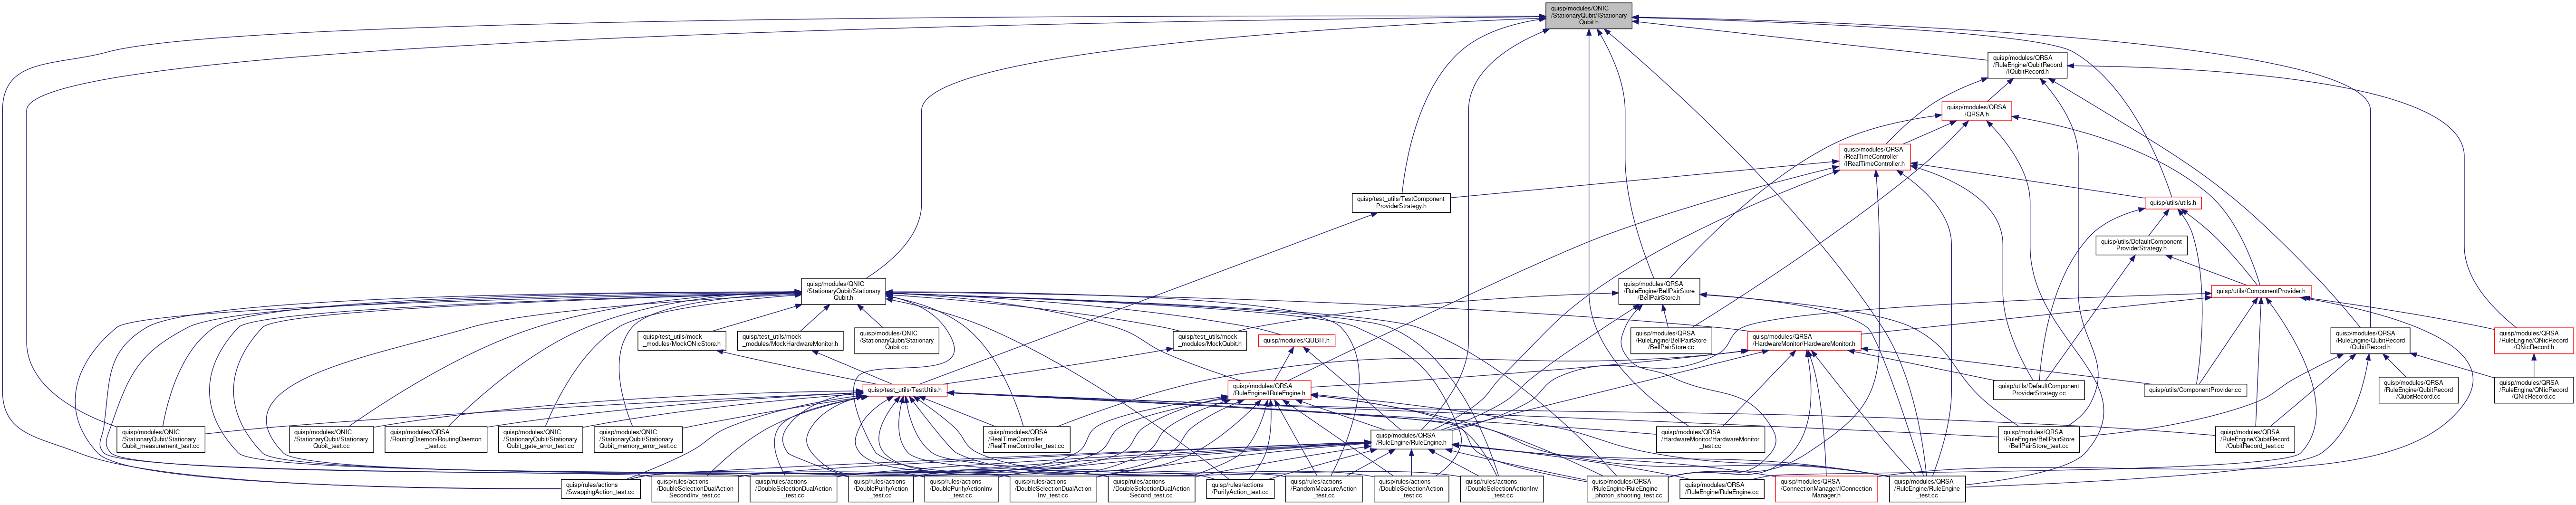 quisp/modules/QNIC
/StationaryQubit/IStationary
Qubit.h
quisp/modules/QRSA
/RuleEngine/QubitRecord
/IQubitRecord.h
quisp/modules/QRSA
/QRSA.h
quisp/modules/QRSA
/RealTimeController
/IRealTimeController.h
quisp/test_utils/TestComponent
ProviderStrategy.h
quisp/utils/utils.h
quisp/utils/DefaultComponent
ProviderStrategy.h
quisp/modules/QNIC
/StationaryQubit/Stationary
Qubit.h
quisp/modules/QRSA
/RuleEngine/BellPairStore
/BellPairStore.h
quisp/utils/ComponentProvider.h
quisp/test_utils/mock
_modules/MockQNicStore.h
quisp/test_utils/mock
_modules/MockHardwareMonitor.h
quisp/modules/QNIC
/StationaryQubit/Stationary
Qubit.cc
quisp/test_utils/mock
_modules/MockQubit.h
quisp/modules/QUBIT.h
quisp/modules/QRSA
/RuleEngine/BellPairStore
/BellPairStore.cc
quisp/modules/QRSA
/HardwareMonitor/HardwareMonitor.h
quisp/modules/QRSA
/RuleEngine/QubitRecord
/QubitRecord.h
quisp/modules/QRSA
/RuleEngine/QNicRecord
/QNicRecord.h
quisp/test_utils/TestUtils.h
quisp/modules/QRSA
/RuleEngine/IRuleEngine.h
quisp/utils/DefaultComponent
ProviderStrategy.cc
quisp/utils/ComponentProvider.cc
quisp/modules/QRSA
/RuleEngine/QubitRecord
/QubitRecord.cc
quisp/modules/QRSA
/RuleEngine/QNicRecord
/QNicRecord.cc
quisp/modules/QNIC
/StationaryQubit/Stationary
Qubit_measurement_test.cc
quisp/modules/QNIC
/StationaryQubit/Stationary
Qubit_test.cc
quisp/modules/QRSA
/RoutingDaemon/RoutingDaemon
_test.cc
quisp/modules/QNIC
/StationaryQubit/Stationary
Qubit_gate_error_test.cc
quisp/modules/QNIC
/StationaryQubit/Stationary
Qubit_memory_error_test.cc
quisp/modules/QRSA
/RealTimeController
/RealTimeController_test.cc
quisp/modules/QRSA
/RuleEngine/RuleEngine.h
quisp/modules/QRSA
/HardwareMonitor/HardwareMonitor
_test.cc
quisp/modules/QRSA
/RuleEngine/BellPairStore
/BellPairStore_test.cc
quisp/modules/QRSA
/RuleEngine/QubitRecord
/QubitRecord_test.cc
quisp/rules/actions
/SwappingAction_test.cc
quisp/rules/actions
/DoubleSelectionDualAction
SecondInv_test.cc
quisp/rules/actions
/DoubleSelectionDualAction
_test.cc
quisp/rules/actions
/DoublePurifyAction
_test.cc
quisp/rules/actions
/DoublePurifyActionInv
_test.cc
quisp/rules/actions
/DoubleSelectionDualAction
Inv_test.cc
quisp/rules/actions
/DoubleSelectionDualAction
Second_test.cc
quisp/rules/actions
/PurifyAction_test.cc
quisp/rules/actions
/RandomMeasureAction
_test.cc
quisp/rules/actions
/DoubleSelectionAction
_test.cc
quisp/rules/actions
/DoubleSelectionActionInv
_test.cc
quisp/modules/QRSA
/RuleEngine/RuleEngine
_photon_shooting_test.cc
quisp/modules/QRSA
/RuleEngine/RuleEngine.cc
quisp/modules/QRSA
/ConnectionManager/IConnection
Manager.h
quisp/modules/QRSA
/RuleEngine/RuleEngine
_test.cc